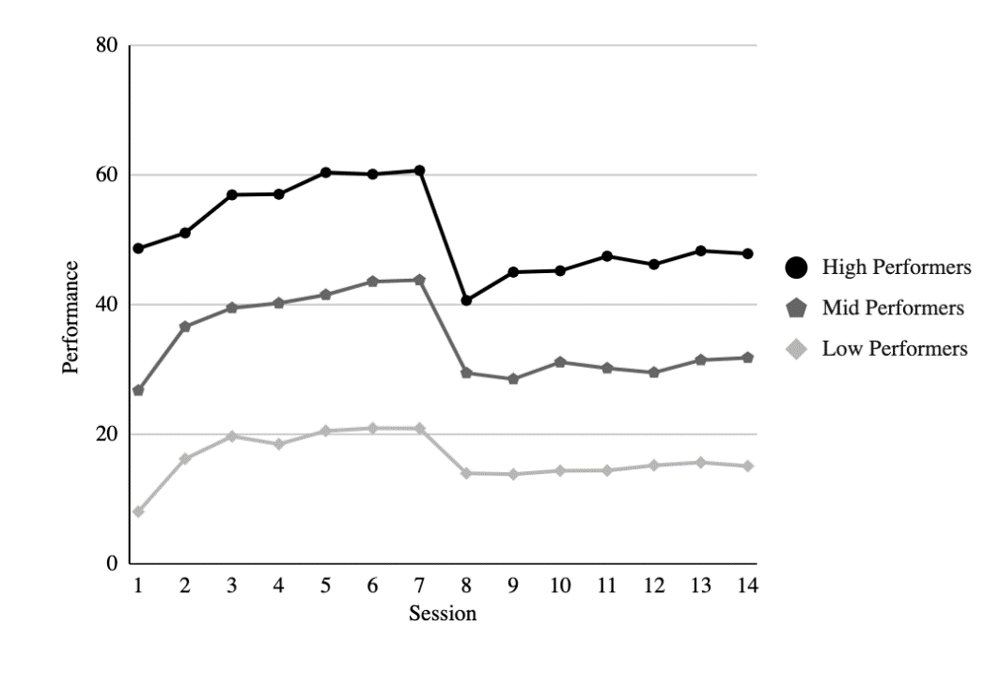 80
60
40
20
0
Performance
1 2 3 4 5 6 7 8 9 10 11 12 13 14
Session
High Performers
Mid Performers
Low Performers